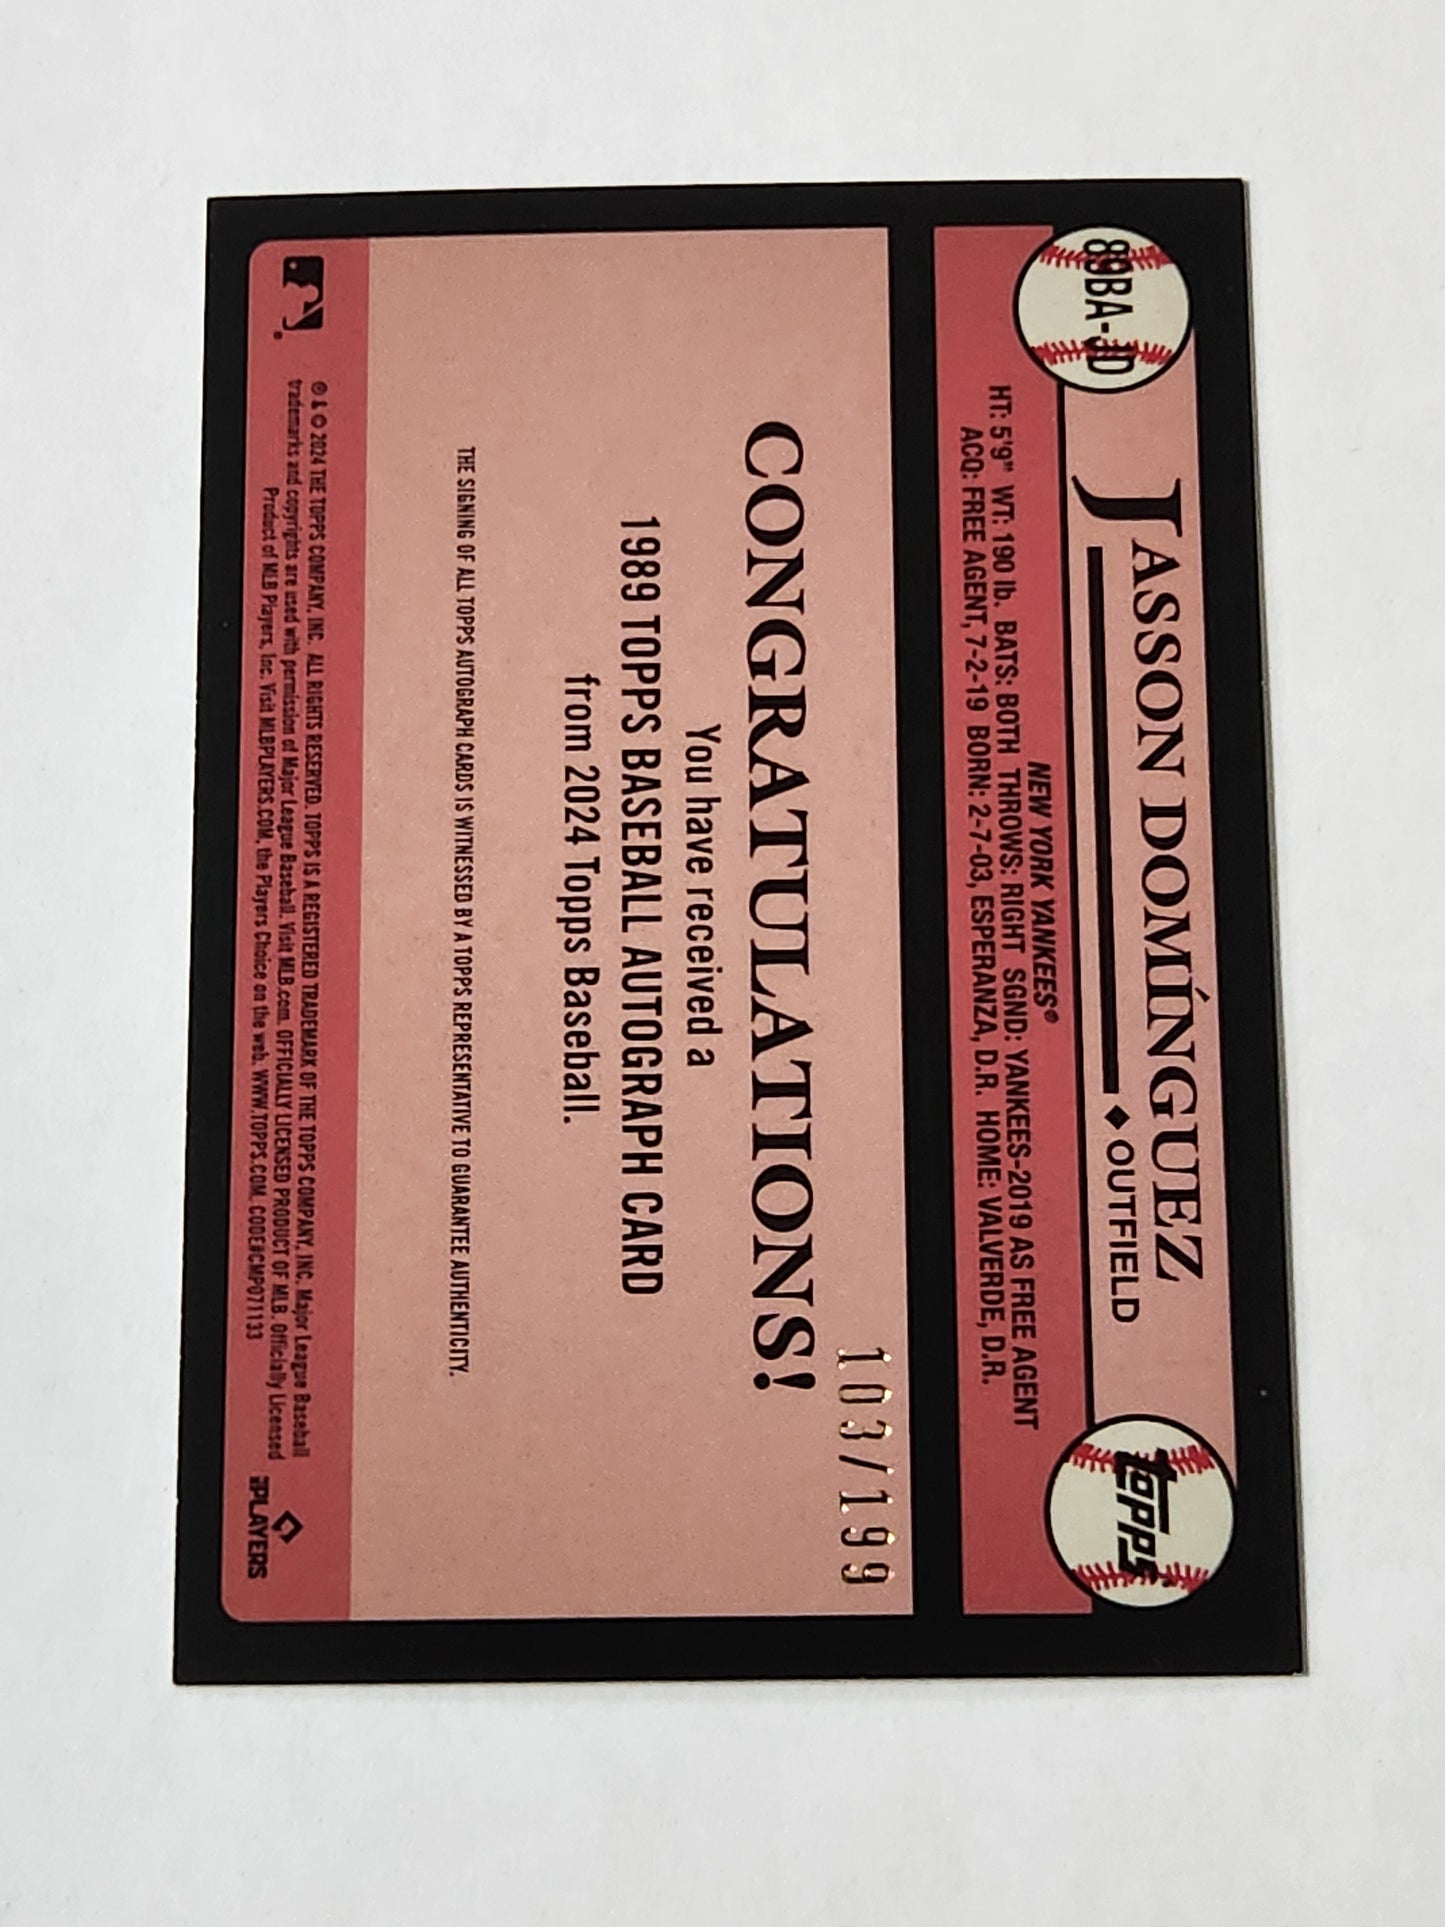 89BA-JD
JASSON DOMÍNGUEZ
◆OUTFIELD
topps
NEW YORK YANKEES®
HT: 5'9" WT: 190 lb. BATS: BOTH THROWS: RIGHT SGND: YANKEES-2019 AS FREE AGENT
ACQ: FREE AGENT, 7-2-19 BORN: 2-7-03, ESPERANZA, D.R. HOME: VALVERDE, D.R.
103/199
CONGRATULATIONS!
You have received a
1989 TOPPS BASEBALL AUTOGRAPH CARD
from 2024 Topps Baseball.
THE SIGNING OF ALL TOPPS AUTOGRAPH CARDS IS WITNESSED BY A TOPPS REPRESENTATIVE TO GUARANTEE AUTHENTICITY.
® & © 2024 THE TOPPS COMPANY, INC. ALL RIGHTS RESERVED. TOPPS IS A REGISTERED TRADEMARK OF THE TOPPS COMPANY, INC. Major League Baseball
trademarks and copyrights are used with permission of Major League Baseball. Visit MLB.com. OFFICIALLY LICENSED PRODUCT OF MLB. Officially Licensed
Product of MLB Players, Inc. Visit MLBPLAYERS.COM, the Players Choice on the web. WWW.TOPPS.COM. CODE#CMP071133
PLAYERS